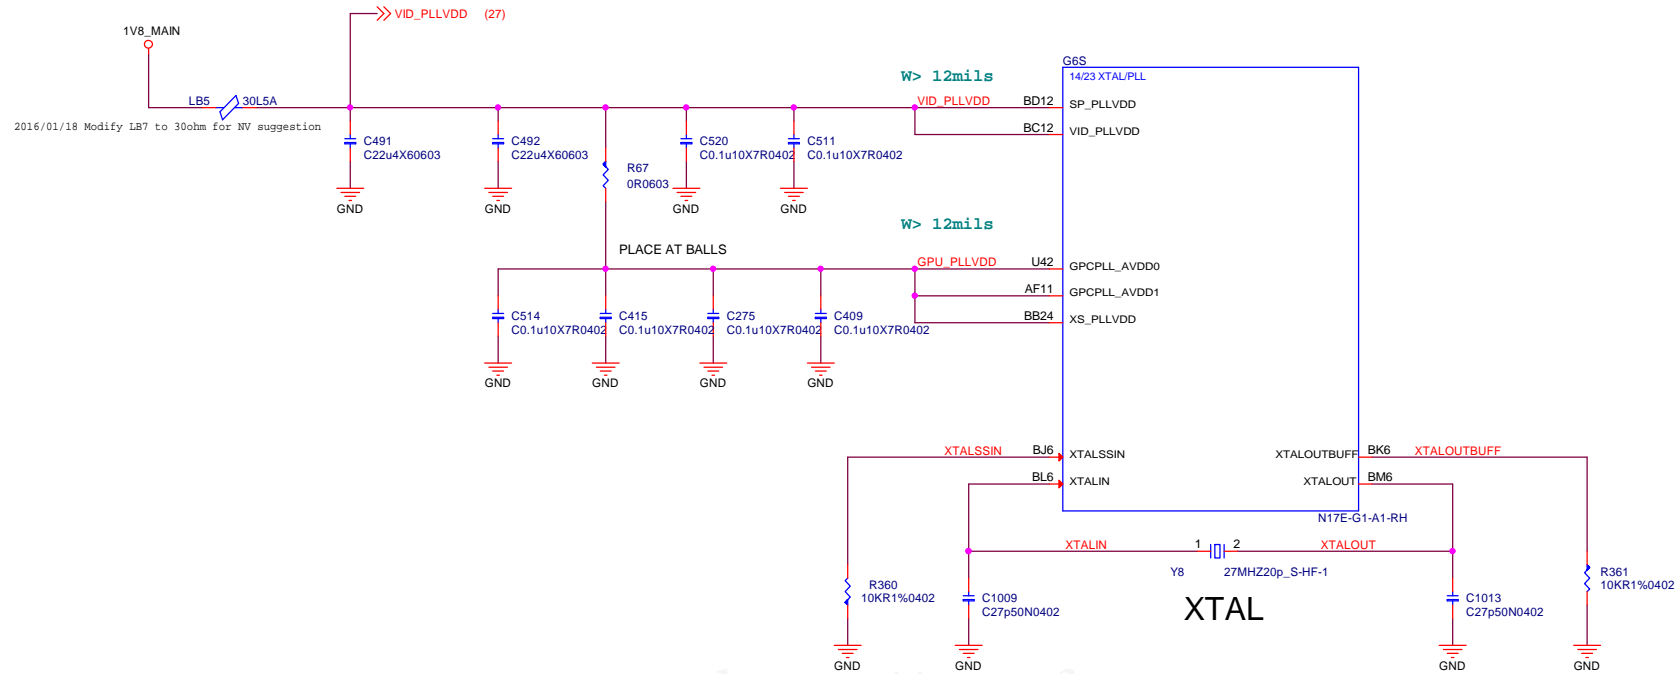 VID_PLLVDD (27)
1V8_MAIN
G6S
W> 12mils
14/23 XTAL/PLL
LB5 30L5A
VID_PLLVDD BD12 SP_PLLVDD
2016/01/18 Modify LB7 to 30ohm for NV suggestion
BC12 VID_PLLVDD
C491
C22u4X60603
C492
C22u4X60603
C520
C0.1u10X7R0402
C511
C0.1u10X7R0402
R67
0R0603
GND
GND
GND
GND
W> 12mils
PLACE AT BALLS
GPU_PLLVDD U42 GPCPLL_AVDD0
AF11 GPCPLL_AVDD1
BB24 XS_PLLVDD
C514
C0.1u10X7R0402
C415
C0.1u10X7R0402
C275
C0.1u10X7R0402
C409
C0.1u10X7R0402
GND
GND
GND
GND
XTALSSIN BJ6 XTALSSIN
XTALOUTBUFF BK6 XTALOUTBUFF
BL6 XTALIN
XTALOUT BM6
N17E-G1-A1-RH
XTALIN 1 2 XTALOUT
Y8 27MHZ20p_S-HF-1
XTAL
R360
10KR1%0402
C1009
C27p50N0402
C1013
C27p50N0402
R361
10KR1%0402
GND
GND
GND
GND